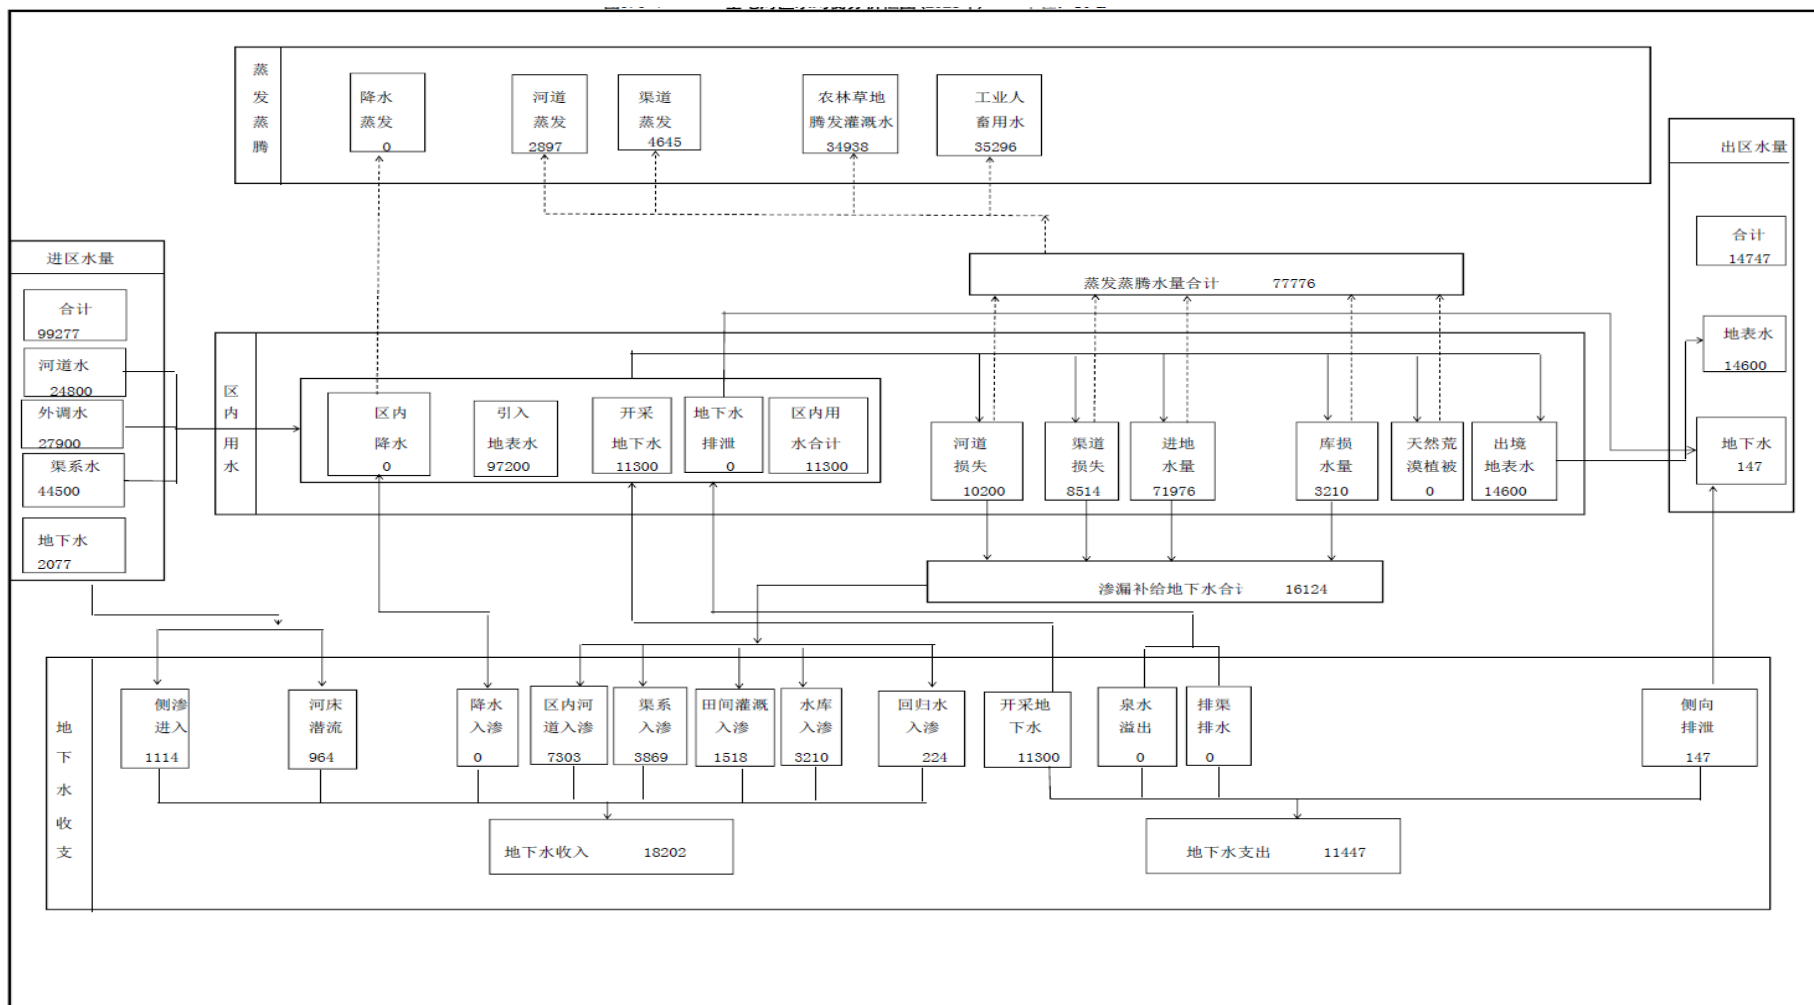 蒸发蒸腾
降水
蒸发
0
河道
蒸发
2897
渠道
蒸发
4645
农林草地
腾发灌溉水
34938
工业人
畜用水
35296
出区水量
合计
14747
地表水
14600
地下水
147
进区水量
合计
99277
河道水
24800
外调水
27900
渠系水
44500
地下水
2077
蒸发蒸腾水量合计 77776
区内用水
区内
降水
0
引入
地表水
97200
开采
地下水
11300
地下水
排泄
0
区内用
水合计
11300
河道
损失
10200
渠道
损失
8514
进地
水量
71976
库损
水量
3210
天然荒
漠植被
0
出境
地表水
14600
渗漏补给地下水合计 16124
地下水收支
侧渗
进入
1114
河床
潜流
964
降水
入渗
0
区内河
道入渗
7303
渠系
入渗
3869
田间灌溉
入渗
1518
水库
入渗
3210
回归水
入渗
224
开采地
下水
11300
泉水
溢出
0
排渠
排水
0
侧向
排泄
147
地下水收入 18202
地下水支出 11447